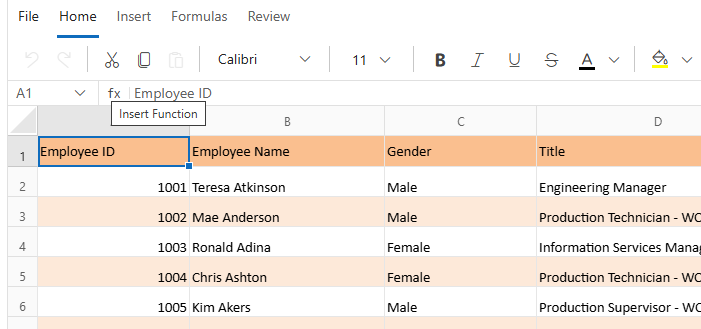 File Home Insert Formulas Review
Calibri 11 B I U S A
A1 fx Employee ID
Insert Function
B C D
1 Employee ID Employee Name Gender Title
2 1001 Teresa Atkinson Male Engineering Manager
3 1002 Mae Anderson Male Production Technician - WC
4 1003 Ronald Adina Female Information Services Mana
5 1004 Chris Ashton Female Production Technician - WC
6 1005 Kim Akers Male Production Supervisor - WC